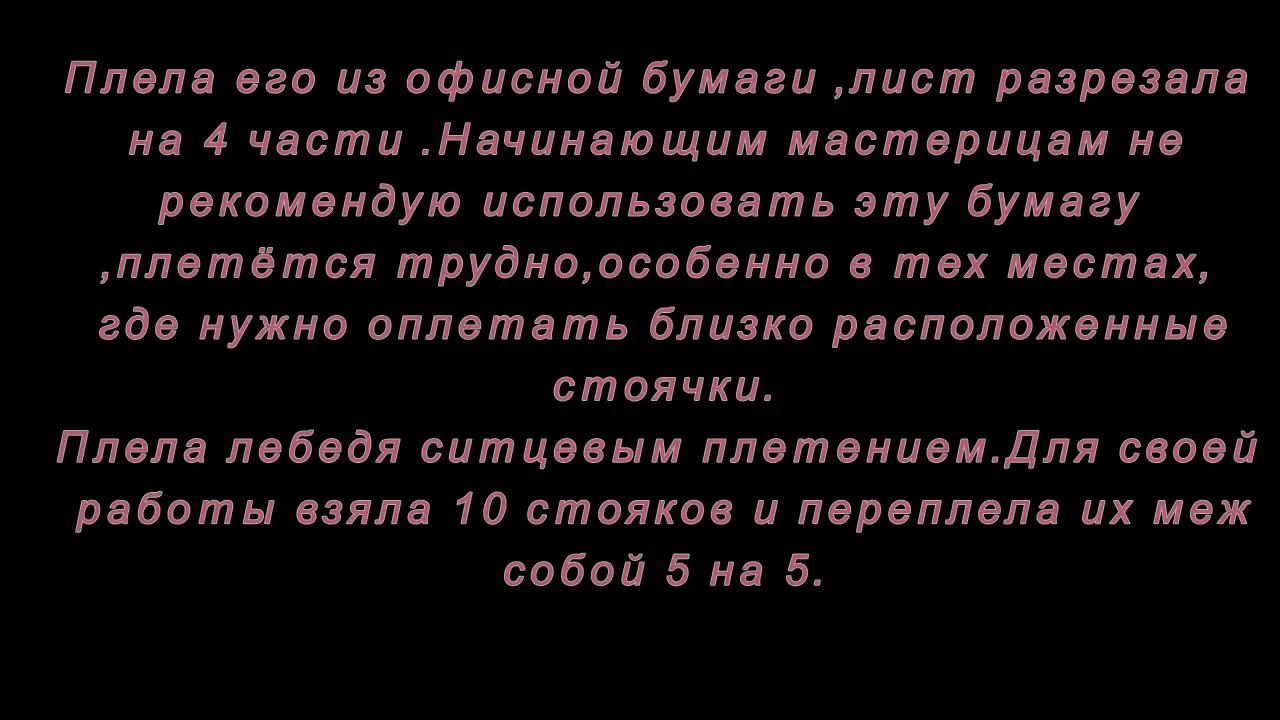 Плела его из офисной бумаги ,лист разрезала
на 4 части .Начинающим мастерицам не
рекомендую использовать эту бумагу
,плетётся трудно,особенно в тех местах,
где нужно оплетать близко расположенные
стоячки.
Плела лебедя ситцевым плетением.Для своей
работы взяла 10 стояков и переплела их меж
собой 5 на 5.